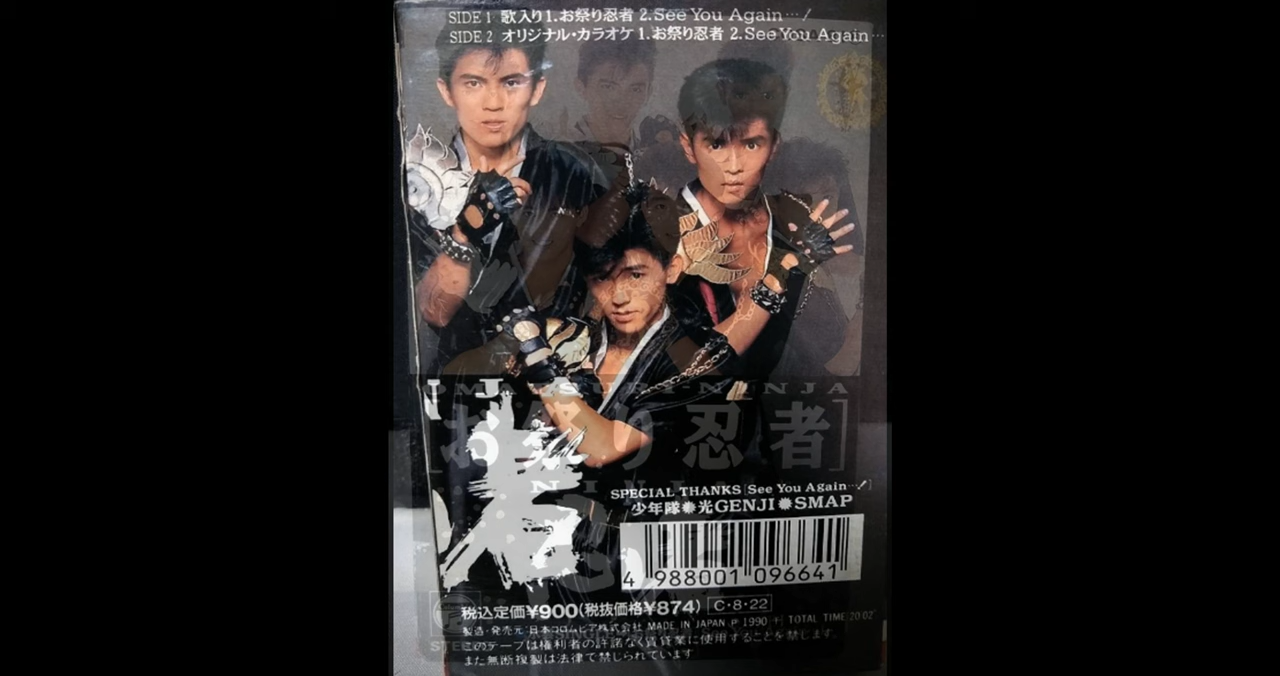 SIDE 1 歌入り 1.お祭り忍者 2.See You Again…!
SIDE 2 オリジナル・カラオケ 1.お祭り忍者 2.See You Again…
OMATSURI-NINJA
[お祭り忍者]
SPECIAL THANKS [See You Again…!]
少年隊✹光GENJI✹SMAP
4 988001 096641
税込定価¥900(税抜価格¥874) C・8・22
製造・発売元:日本コロムビア株式会社 MADE IN JAPAN Ⓟ 1990 TOTAL TIME 20'02"
このテープは権利者の許諾なく賃貸業に使用することを禁じます。
また無断複製は法律で禁じられています